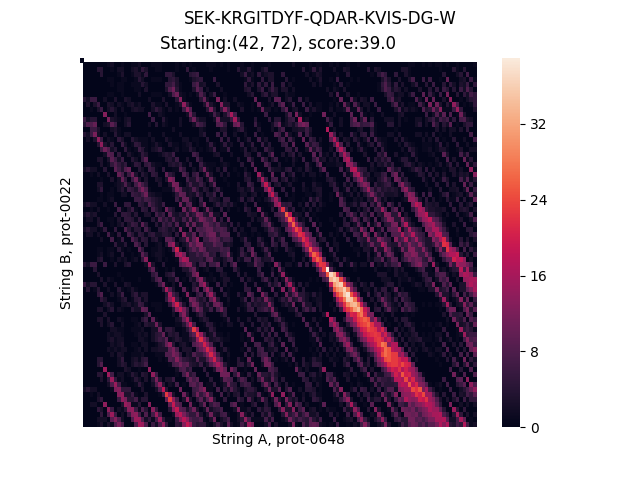 SEK-KRGITDYF-QDAR-KVIS-DG-W
Starting:(42, 72), score:39.0
32
24
16
8
0
String B, prot-0022
String A, prot-0648